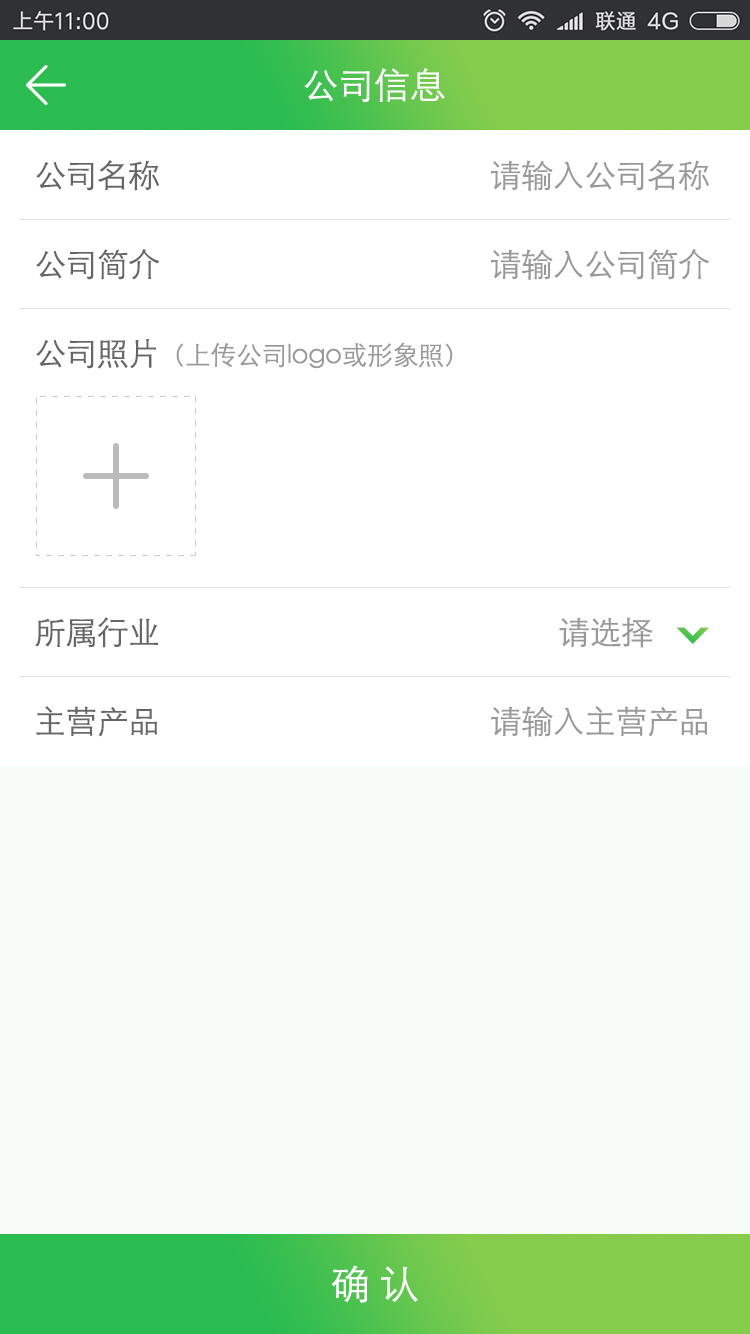 上午11:00 联通 4G
公司信息
公司名称 请输入公司名称
公司简介 请输入公司简介
公司照片（上传公司logo或形象照）
所属行业 请选择
主营产品 请输入主营产品
确 认